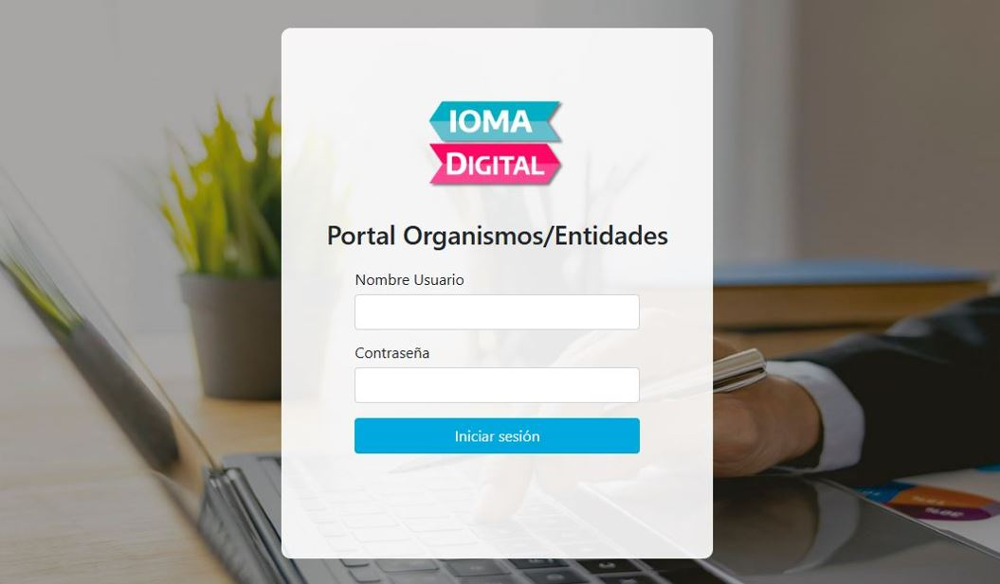 IOMA
DIGITAL
Portal Organismos/Entidades
Nombre Usuario
Contraseña
Iniciar sesión